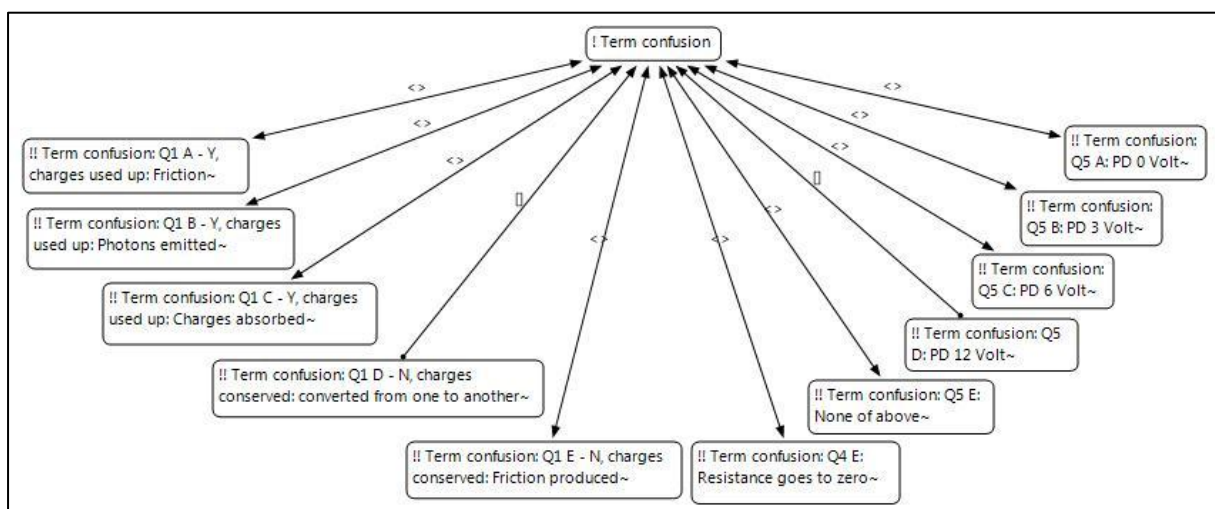 ! Term confusion
<>
<>
<>
[]
<>
<>
<>
[]
<>
<>
<>
!! Term confusion: Q1 A - Y,
charges used up: Friction~
!! Term confusion: Q1 B - Y, charges
used up: Photons emitted~
!! Term confusion: Q1 C - Y, charges
used up: Charges absorbed~
!! Term confusion: Q1 D - N, charges
conserved: converted from one to another~
!! Term confusion: Q1 E - N, charges
conserved: Friction produced~
!! Term confusion: Q4 E:
Resistance goes to zero~
!! Term confusion: Q5 E:
None of above~
!! Term confusion: Q5
D: PD 12 Volt~
!! Term confusion:
Q5 C: PD 6 Volt~
!! Term confusion:
Q5 B: PD 3 Volt~
!! Term confusion:
Q5 A: PD 0 Volt~